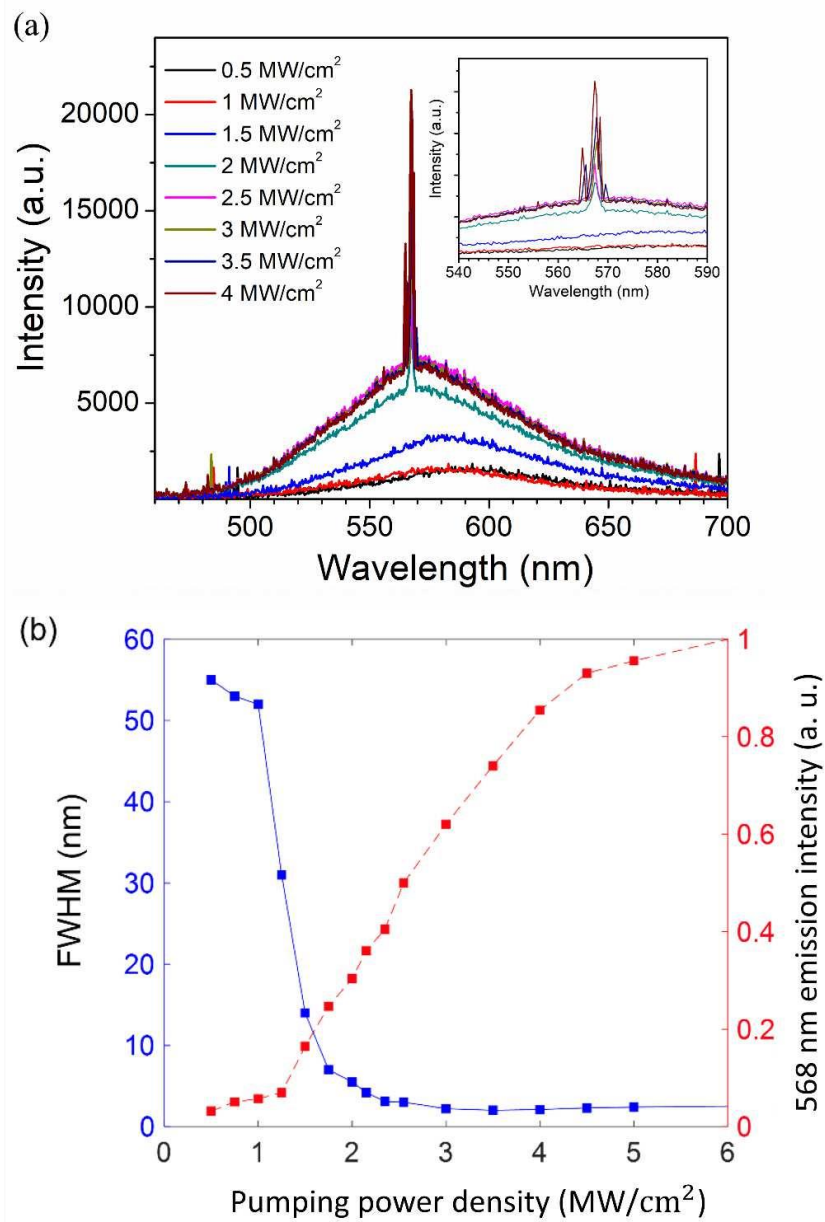 (a)
0.5 MW/cm²
1 MW/cm²
1.5 MW/cm²
2 MW/cm²
2.5 MW/cm²
3 MW/cm²
3.5 MW/cm²
4 MW/cm²
Intensity (a.u.)
20000
15000
10000
5000
500 550 600 650 700
Wavelength (nm)
Intensity (a.u.)
540 550 560 570 580 590
Wavelength (nm)
(b)
FWHM (nm)
60
50
40
30
20
10
0
1
0.8
0.6
0.4
0.2
0
568 nm emission intensity (a. u.)
0 1 2 3 4 5 6
Pumping power density (MW/cm²)